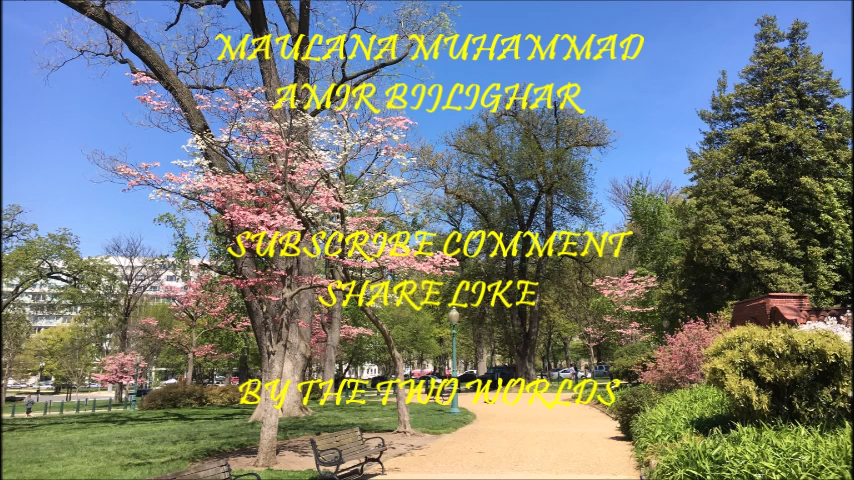 MAULANA MUHAMMAD
AMIR BIJLIGHAR
SUBSCRIBE COMMENT
SHARE LIKE
BY THE TWO WORLDS